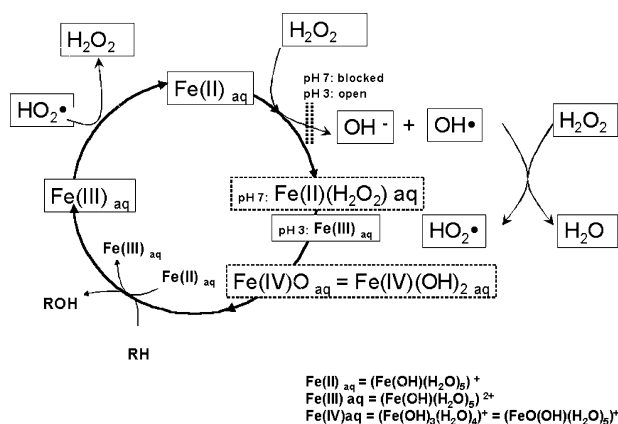 H₂O₂
H₂O₂
Fe(II) aq
pH 7: blocked
pH 3: open
HO₂•
OH⁻ + OH•
H₂O₂
Fe(III) aq
pH 7: Fe(II)(H₂O₂) aq
pH 3: Fe(III) aq
HO₂•
H₂O
Fe(III) aq
Fe(II) aq
Fe(IV)O aq = Fe(IV)(OH)₂ aq
ROH
RH
Fe(II) aq = (Fe(OH)(H₂O)₅)⁺
Fe(III) aq = (Fe(OH)(H₂O)₅)²⁺
Fe(IV)aq = (Fe(OH)₃(H₂O)₄)⁺ = (FeO(OH)(H₂O)₅)⁺